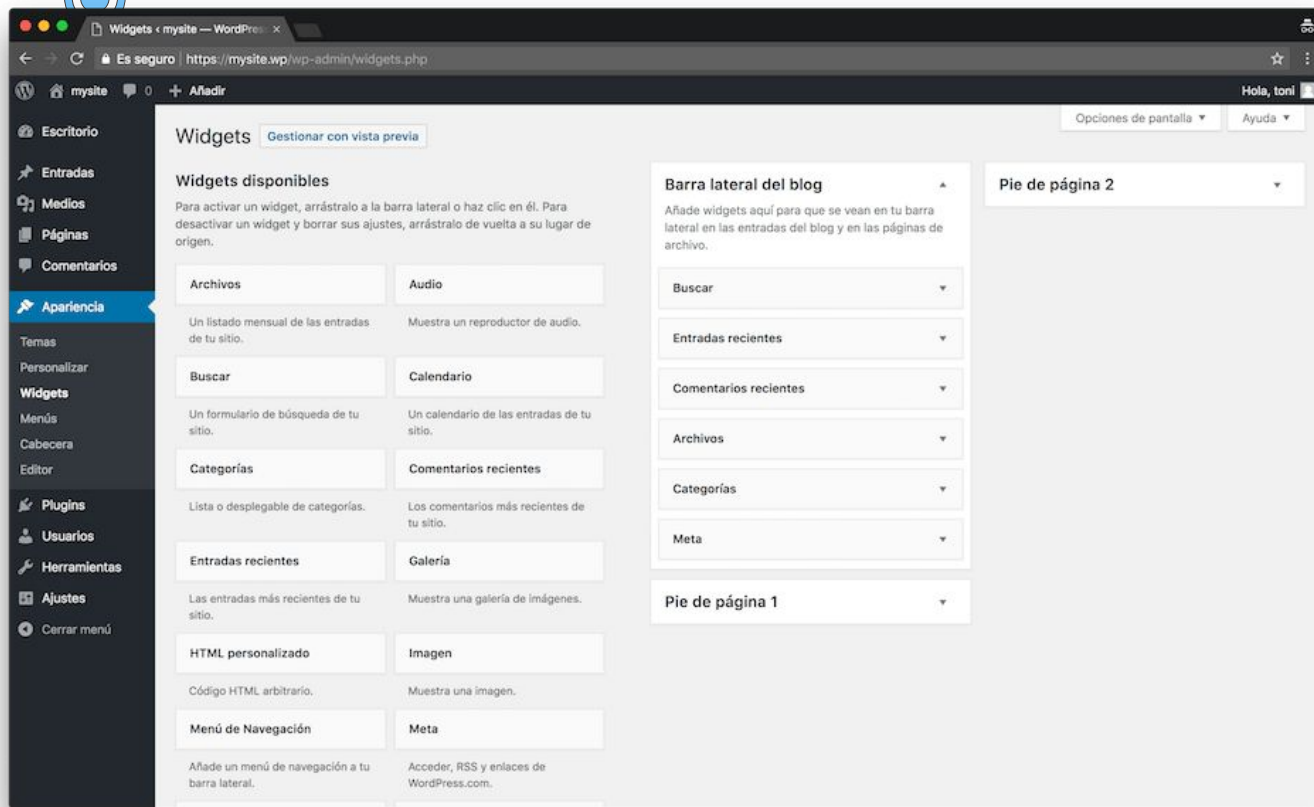 Widgets ‹ mysite — WordPres
Es seguro | https://mysite.wp/wp-admin/widgets.php
mysite 0 + Añadir
Hola, toni
Escritorio
Entradas
Medios
Páginas
Comentarios
Apariencia
Temas
Personalizar
Widgets
Menús
Cabecera
Editor
Plugins
Usuarios
Herramientas
Ajustes
Cerrar menú
Opciones de pantalla
Ayuda
Widgets
Gestionar con vista previa
Widgets disponibles
Para activar un widget, arrástralo a la barra lateral o haz clic en él. Para
desactivar un widget y borrar sus ajustes, arrástralo de vuelta a su lugar de
origen.
Archivos
Un listado mensual de las entradas
de tu sitio.
Audio
Muestra un reproductor de audio.
Buscar
Un formulario de búsqueda de tu
sitio.
Calendario
Un calendario de las entradas de tu
sitio.
Categorías
Lista o desplegable de categorías.
Comentarios recientes
Los comentarios más recientes de
tu sitio.
Entradas recientes
Las entradas más recientes de tu
sitio.
Galería
Muestra una galería de imágenes.
HTML personalizado
Código HTML arbitrario.
Imagen
Muestra una imagen.
Menú de Navegación
Añade un menú de navegación a tu
barra lateral.
Meta
Acceder, RSS y enlaces de
WordPress.com.
Barra lateral del blog
Añade widgets aquí para que se vean en tu barra
lateral en las entradas del blog y en las páginas de
archivo.
Buscar
Entradas recientes
Comentarios recientes
Archivos
Categorías
Meta
Pie de página 1
Pie de página 2